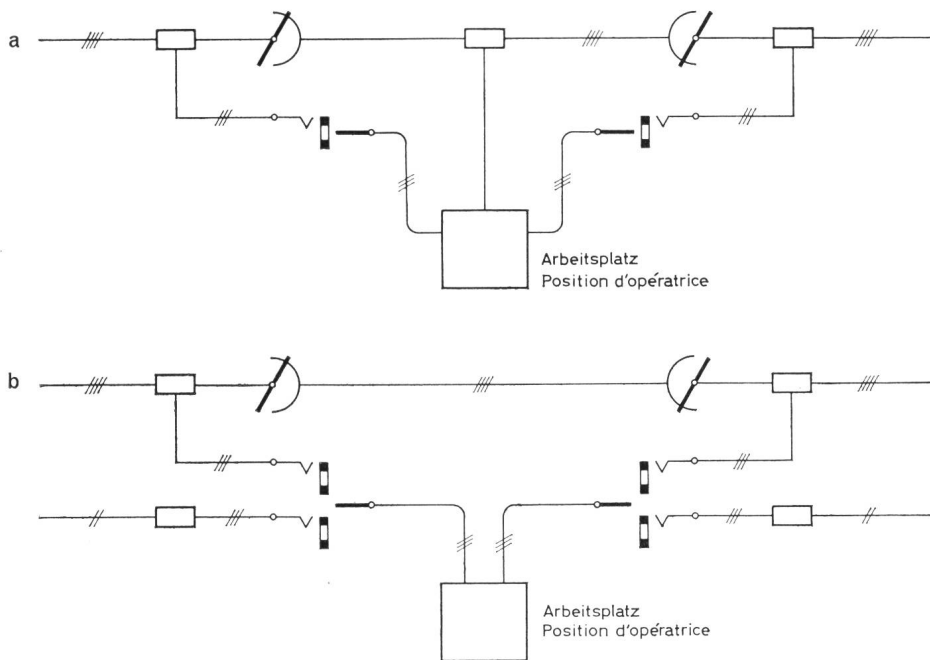 a
Arbeitsplatz
Position d'opératrice
b
Arbeitsplatz
Position d'opératrice